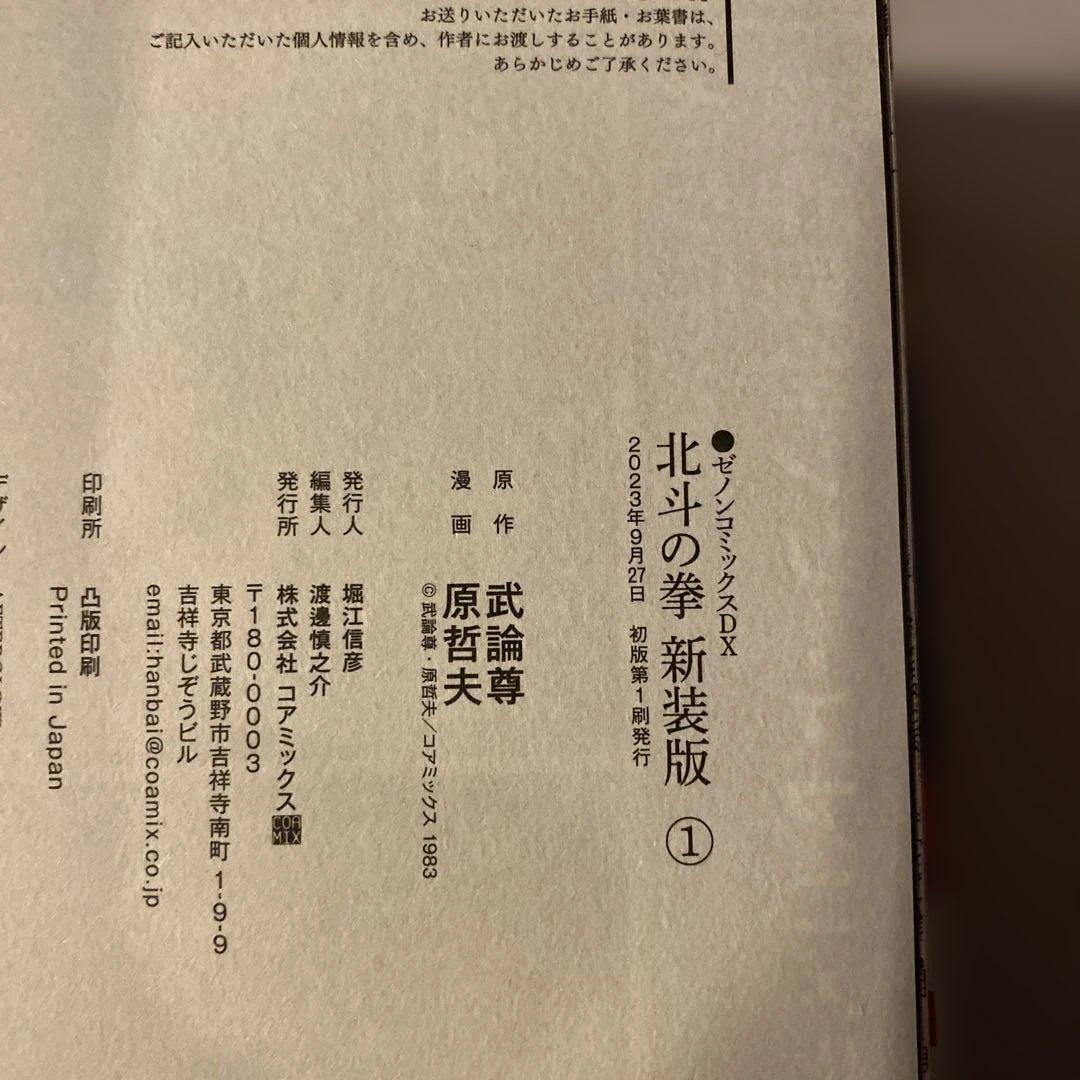 お送りいただいたお手紙・お葉書は、
ご記入いただいた個人情報を含め、作者にお渡しすることがあります。
あらかじめご了承ください。
●ゼノンコミックスDX
北斗の拳 新装版 ①
2023年9月27日 初版第1刷発行
原作 武論尊
漫画 原哲夫
© 武論尊・原哲夫／コアミックス 1983
発行人 堀江信彦
編集人 渡邊慎之介
発行所 株式会社 コアミックス COAMIX
〒180-0003
東京都武蔵野市吉祥寺南町 1-9-9
吉祥寺じぞうビル
email:hanbai@coamix.co.jp
印刷所 凸版印刷
Printed in Japan